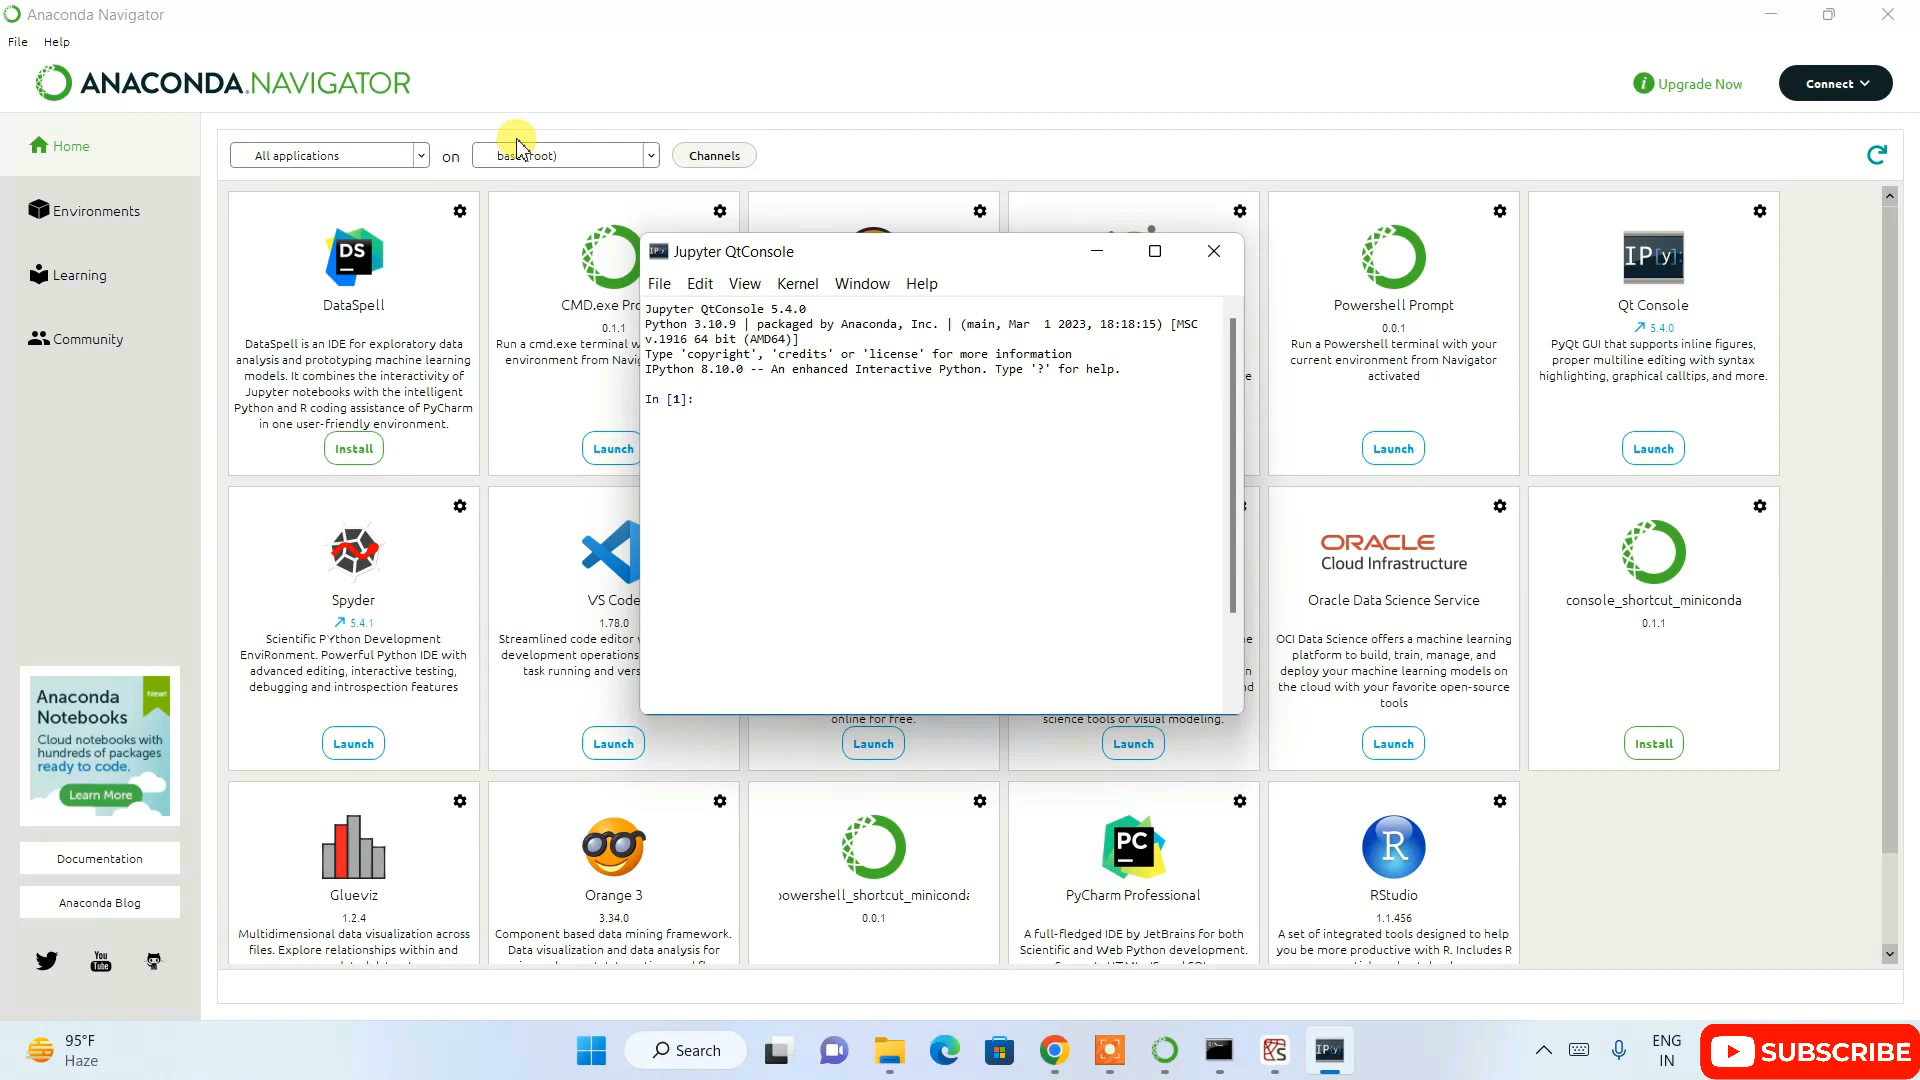 Anaconda Navigator
File Help
ANACONDA.NAVIGATOR
Upgrade Now
Connect
Home
Environments
Learning
Community
All applications
on
base (root)
Channels
DS
DataSpell
DataSpell is an IDE for exploratory data
analysis and prototyping machine learning
models. It combines the interactivity of
Jupyter notebooks with the intelligent
Python and R coding assistance of PyCharm
in one user-friendly environment.
Install
CMD.exe Pro
0.1.1
Run a cmd.exe terminal w
environment from Navig
Launch
Jupyter QtConsole
File Edit View Kernel Window Help
Jupyter QtConsole 5.4.0
Python 3.10.9 | packaged by Anaconda, Inc. | (main, Mar  1 2023, 18:18:15) [MSC
v.1916 64 bit (AMD64)]
Type 'copyright', 'credits' or 'license' for more information
IPython 8.10.0 -- An enhanced Interactive Python. Type '?' for help.
In [1]:
Powershell Prompt
0.0.1
Run a Powershell terminal with your
current environment from Navigator
activated
Launch
IP[y]:
Qt Console
5.4.0
PyQt GUI that supports inline figures,
proper multiline editing with syntax
highlighting, graphical calltips, and more.
Launch
Spyder
5.4.1
Scientific PYthon Development
EnviRonment. Powerful Python IDE with
advanced editing, interactive testing,
debugging and introspection features
Launch
VS Code
1.78.0
Streamlined code editor w
development operations
task running and vers
Launch
online for free.
Launch
science tools or visual modeling.
Launch
ORACLE
Cloud Infrastructure
Oracle Data Science Service
OCI Data Science offers a machine learning
platform to build, train, manage, and
deploy your machine learning models on
the cloud with your favorite open-source
tools
Launch
console_shortcut_miniconda
0.1.1
Install
Glueviz
1.2.4
Multidimensional data visualization across
files. Explore relationships within and
Orange 3
3.34.0
Component based data mining framework.
Data visualization and data analysis for
powershell_shortcut_miniconda
0.0.1
PC
PyCharm Professional
A full-fledged IDE by JetBrains for both
Scientific and Web Python development.
R
RStudio
1.1.456
A set of integrated tools designed to help
you be more productive with R. Includes R
Anaconda
Notebooks
New!
Cloud notebooks with
hundreds of packages
ready to code.
Learn More
Documentation
Anaconda Blog
You
Tube
95°F
Haze
Search
ENG
IN
SUBSCRIBE